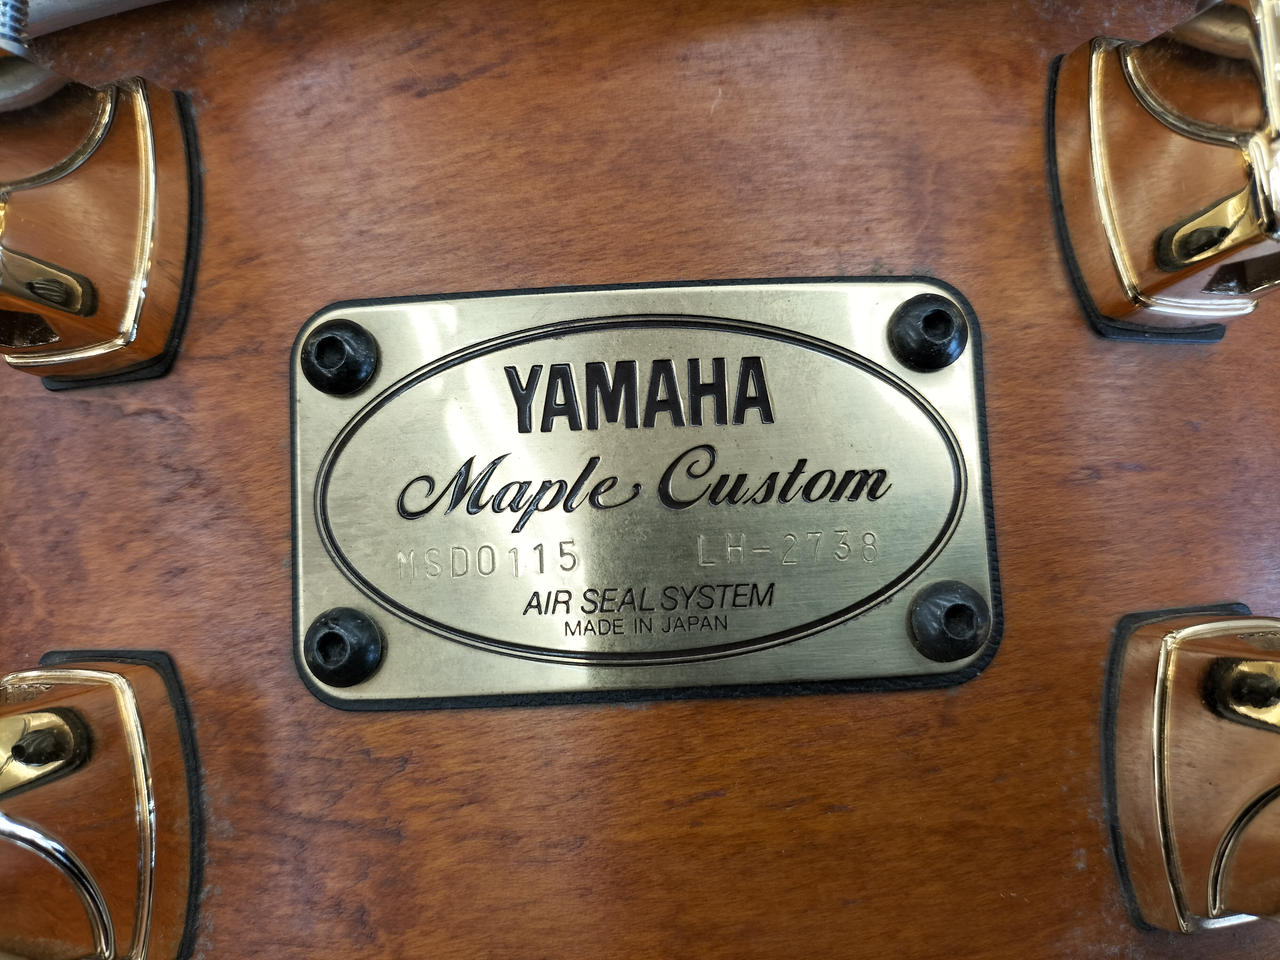 YAMAHA
Maple Custom
MSD0115 LH-2738
AIR SEAL SYSTEM
MADE IN JAPAN